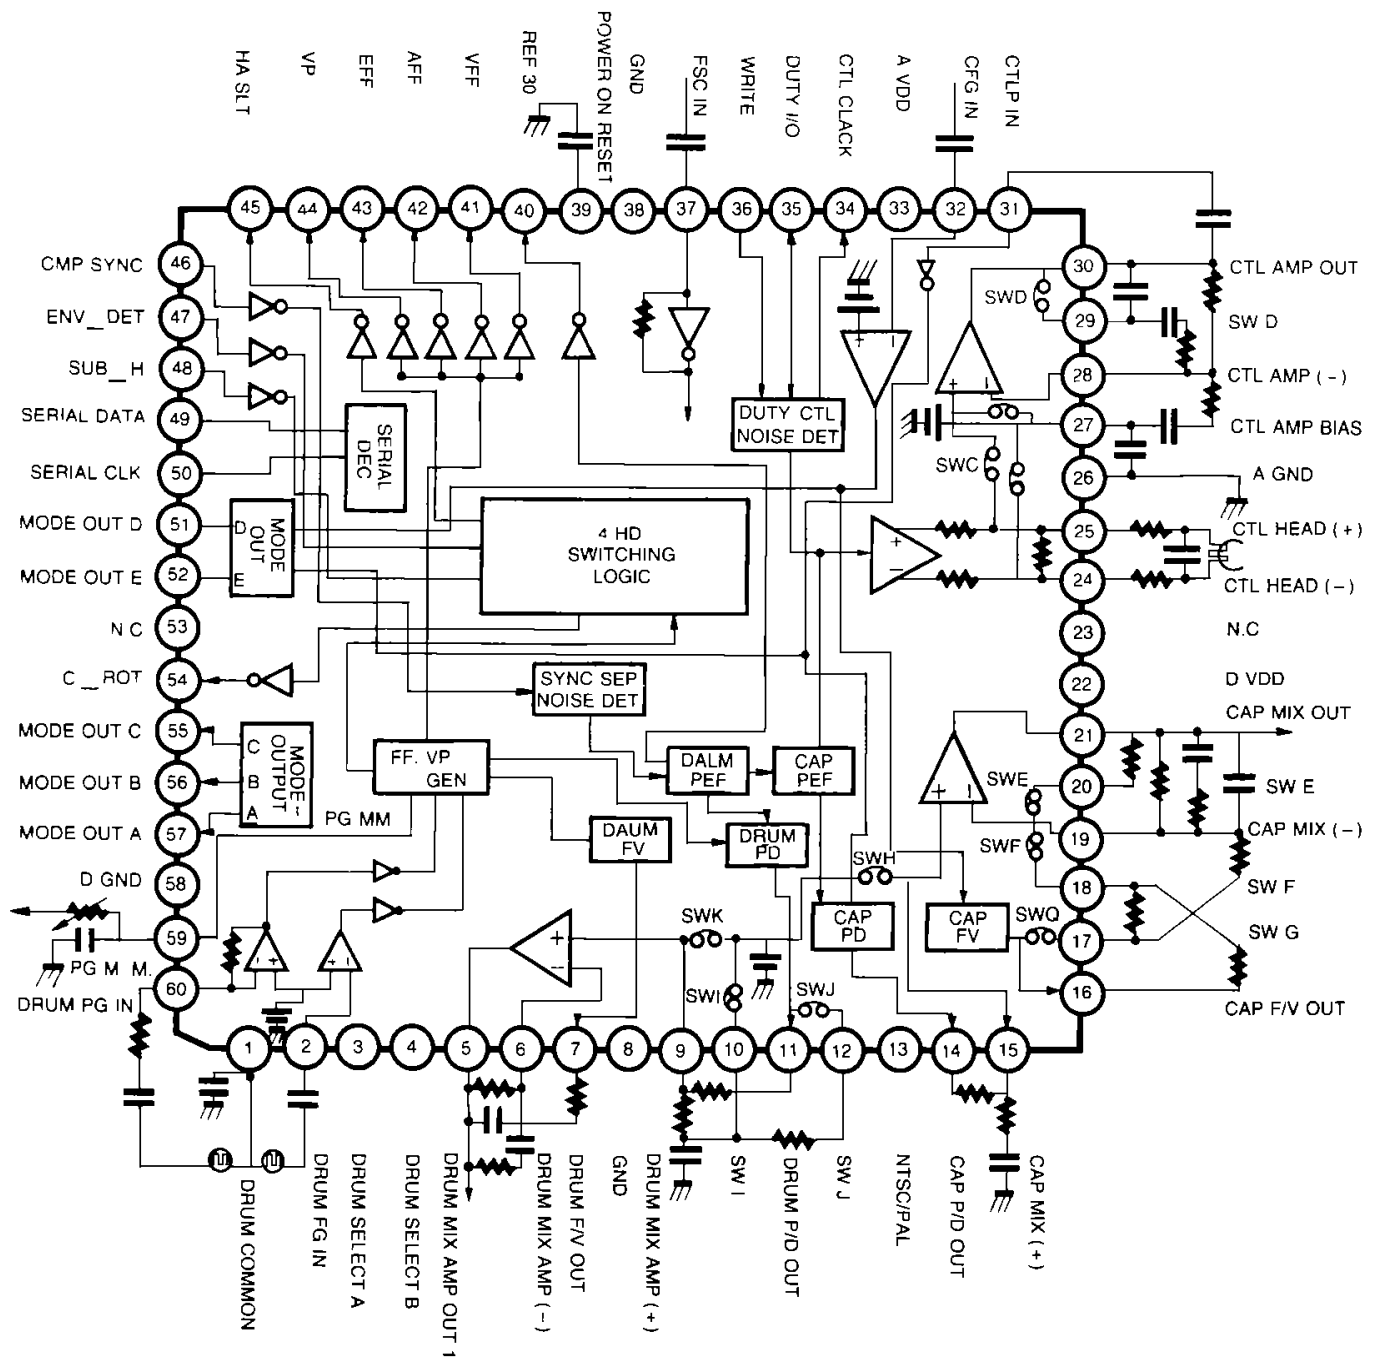 HA SLT
VP
EFF
AFF
VFF
REF 30
POWER ON RESET
GND
FSC IN
WRITE
DUTY I/O
CTL CLACK
A VDD
CFG IN
CTLP IN
45
44
43
42
41
40
39
38
37
36
35
34
33
32
31
CMP SYNC
46
ENV_DET
47
SUB_H
48
SERIAL DATA
49
SERIAL CLK
50
MODE OUT D
51
MODE OUT E
52
N C
53
C_ROT
54
MODE OUT C
55
MODE OUT B
56
MODE OUT A
57
D GND
58
59
PG M M.
60
DRUM PG IN
SERIAL
DEC
D
MODE
OUT
E
C
B
A
MODE-
OUTPUT
PG MM
DUTY CTL
NOISE DET
4 HD
SWITCHING
LOGIC
SYNC SEP
NOISE DET
FF. VP
GEN
DALM
PEF
CAP
PEF
DAUM
FV
DRUM
PD
CAP
PD
CAP
FV
SWD
SWC
SWE
SWF
SWH
SWQ
SWK
SWI
SWJ
+
−
+
−
+
−
+
−
+
−
−
+
+
−
30
CTL AMP OUT
29
SW D
28
CTL AMP (−)
27
CTL AMP BIAS
26
A GND
25
CTL HEAD (+)
24
CTL HEAD (−)
23
N.C
22
D VDD
CAP MIX OUT
21
20
SW E
19
CAP MIX (−)
18
SW F
17
SW G
16
CAP F/V OUT
1
2
3
4
5
6
7
8
9
10
11
12
13
14
15
DRUM COMMON
DRUM FG IN
DRUM SELECT A
DRUM SELECT B
DRUM MIX AMP OUT 1
DRUM MIX AMP (−)
DRUM F/V OUT
GND
DRUM MIX AMP (+)
SW I
DRUM P/D OUT
SW J
NTSC/PAL
CAP P/D OUT
CAP MIX (+)